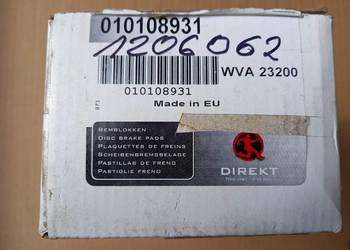 010108931
1206062
WVA 23200
010108931
Made in EU
REMBLOKKEN
DISC BRAKE PADS
PLAQUETTES DE FREINS
SCHEIBENBREMSBELAGE
PASTILLAS DE FRENO
PASTIGLIE FRENO
DIREKT